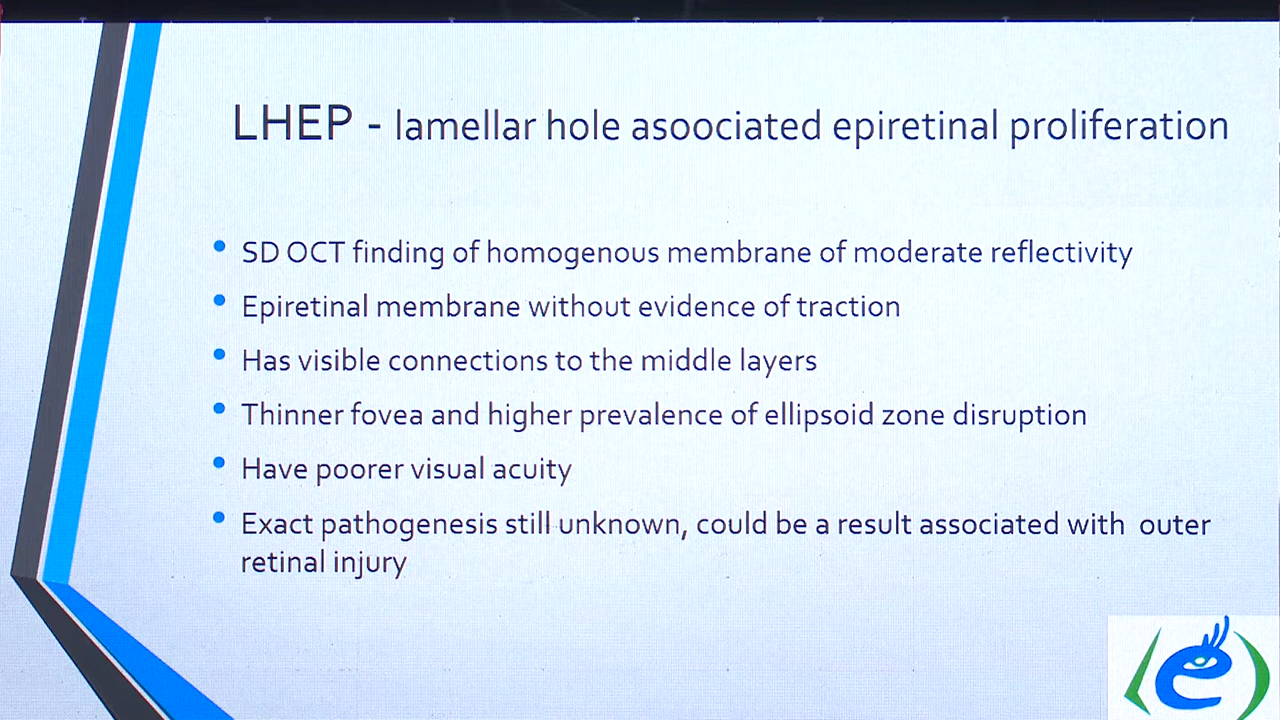 LHEP - lamellar hole asoociated epiretinal proliferation
• SD OCT finding of homogenous membrane of moderate reflectivity
• Epiretinal membrane without evidence of traction
• Has visible connections to the middle layers
• Thinner fovea and higher prevalence of ellipsoid zone disruption
• Have poorer visual acuity
• Exact pathogenesis still unknown, could be a result associated with outer
retinal injury
(e)